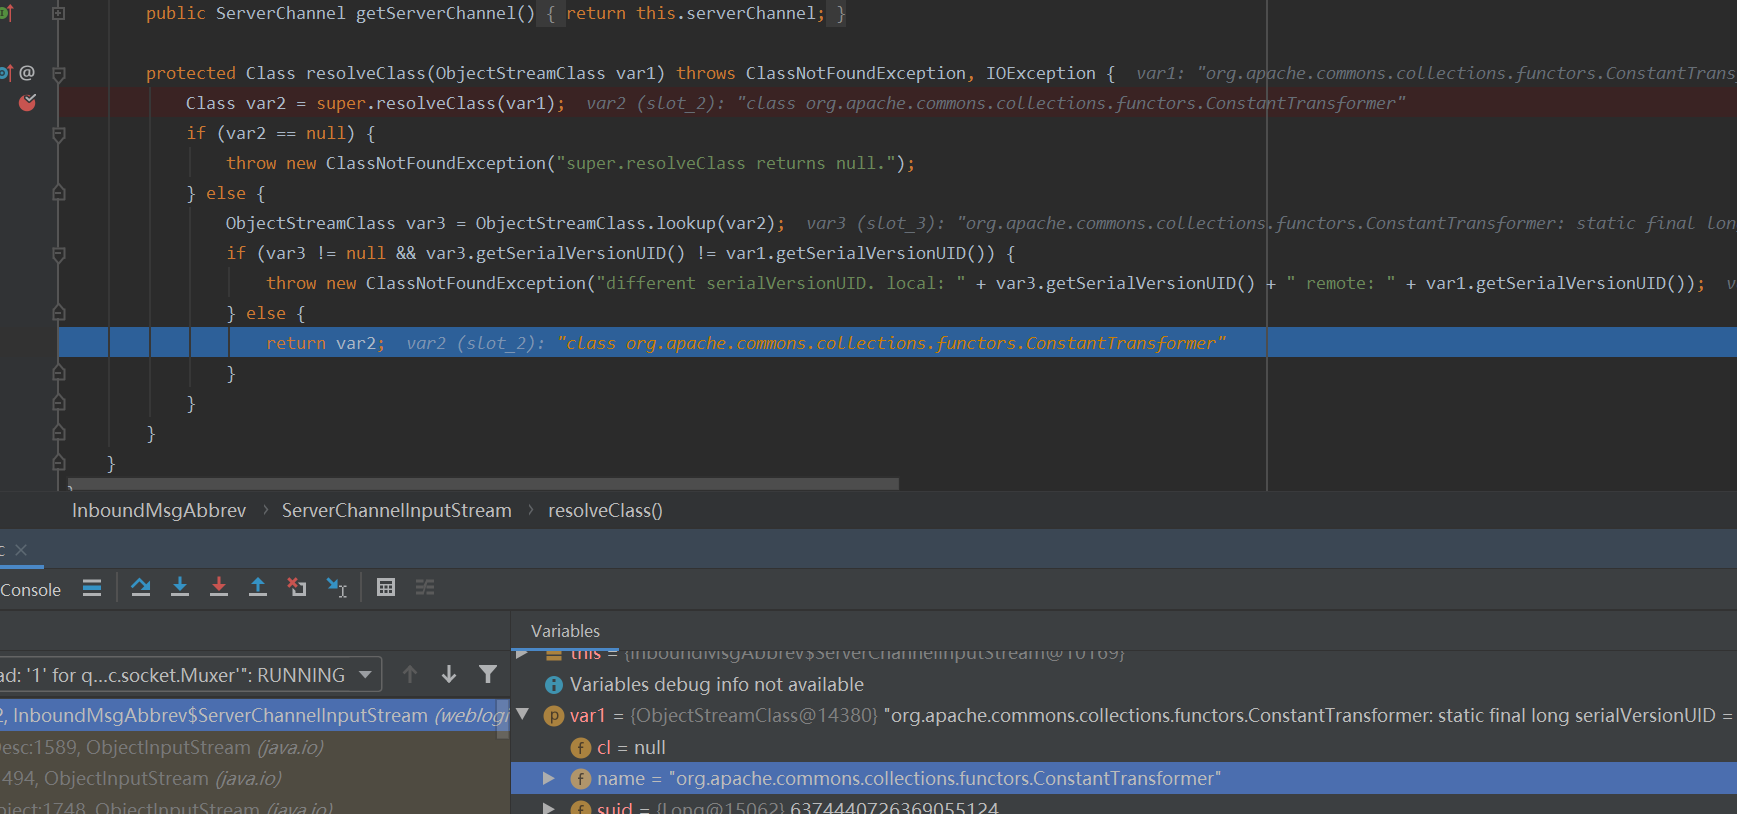 public ServerChannel getServerChannel() { return this.serverChannel; }
@ protected Class resolveClass(ObjectStreamClass var1) throws ClassNotFoundException, IOException { var1: "org.apache.commons.collections.functors.ConstantTrans
Class var2 = super.resolveClass(var1); var2 (slot_2): "class org.apache.commons.collections.functors.ConstantTransformer"
if (var2 == null) {
throw new ClassNotFoundException("super.resolveClass returns null.");
} else {
ObjectStreamClass var3 = ObjectStreamClass.lookup(var2); var3 (slot_3): "org.apache.commons.collections.functors.ConstantTransformer: static final lon
if (var3 != null && var3.getSerialVersionUID() != var1.getSerialVersionUID()) {
throw new ClassNotFoundException("different serialVersionUID. local: " + var3.getSerialVersionUID() + " remote: " + var1.getSerialVersionUID()); v
} else {
return var2; var2 (slot_2): "class org.apache.commons.collections.functors.ConstantTransformer"
}
}
}
}
InboundMsgAbbrev › ServerChannelInputStream › resolveClass()
c ×
Console
Variables
this = {InboundMsgAbbrev$ServerChannelInputStream@10169}
ad: '1' for q...c.socket.Muxer'": RUNNING
Variables debug info not available
2, InboundMsgAbbrev$ServerChannelInputStream (weblogi
var1 = {ObjectStreamClass@14380} "org.apache.commons.collections.functors.ConstantTransformer: static final long serialVersionUID =
esc:1589, ObjectInputStream (java.io)
cl = null
494, ObjectInputStream (java.io)
name = "org.apache.commons.collections.functors.ConstantTransformer"
bject:1748, ObjectInputStream (java.io)
suid = {Long@15062} 6374440726369055124